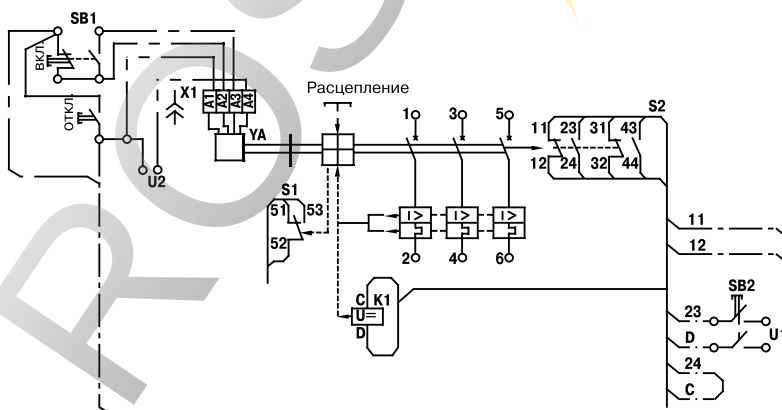 SB1
ВКЛ.
ОТКЛ.
X1
A1 A2 A3 A4
YA
U2
Расцепление
1 3 5
S2
11 23 31 43
12 24 32 44
S1
51 53
52
I> I> I>
2 4 6
C K1
U=
D
11
12
SB2
23
D
24
C
ROS